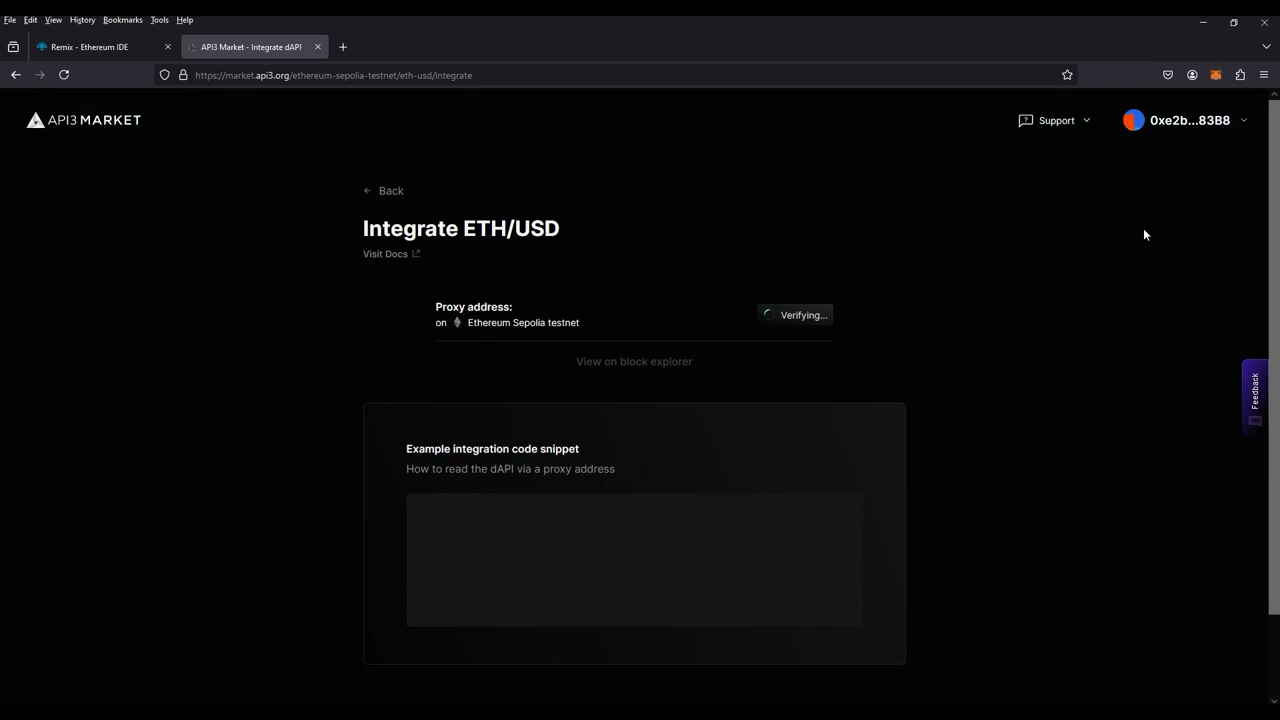 File Edit View History Bookmarks Tools Help
Remix - Ethereum IDE
API3 Market - Integrate dAPI
https://market.api3.org/ethereum-sepolia-testnet/eth-usd/integrate
API3 MARKET
Support
0xe2b...83B8
Back
Integrate ETH/USD
Visit Docs
Proxy address:
on Ethereum Sepolia testnet
Verifying...
View on block explorer
Feedback
Example integration code snippet
How to read the dAPI via a proxy address